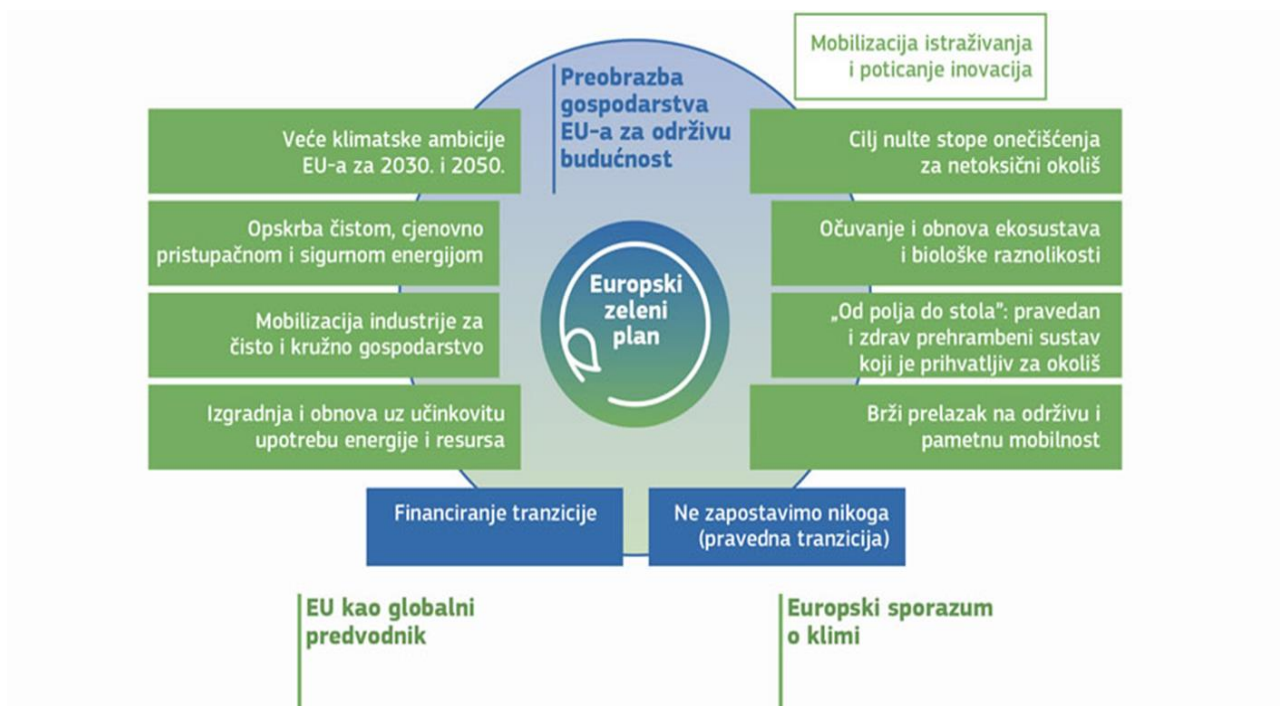 Mobilizacija istraživanja
i poticanje inovacija
Preobrazba
gospodarstva
EU-a za održivu
budućnost
Veće klimatske ambicije
EU-a za 2030. i 2050.
Opskrba čistom, cjenovno
pristupačnom i sigurnom energijom
Mobilizacija industrije za
čisto i kružno gospodarstvo
Izgradnja i obnova uz učinkovitu
upotrebu energije i resursa
Europski
zeleni
plan
Cilj nulte stope onečišćenja
za netoksični okoliš
Očuvanje i obnova ekosustava
i biološke raznolikosti
„Od polja do stola”: pravedan
i zdrav prehrambeni sustav
koji je prihvatljiv za okoliš
Brži prelazak na održivu i
pametnu mobilnost
Financiranje tranzicije
Ne zapostavimo nikoga
(pravedna tranzicija)
EU kao globalni
predvodnik
Europski sporazum
o klimi